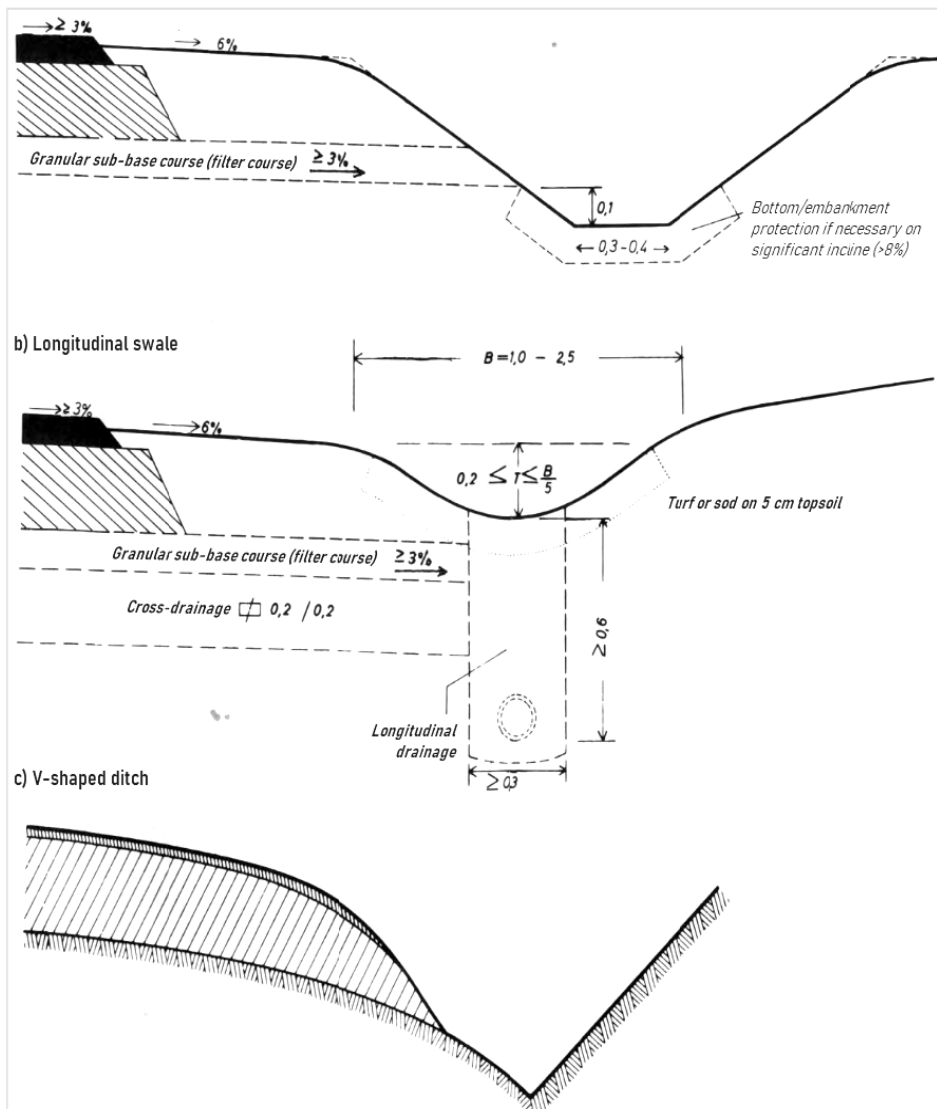 ≥ 3%
6%
Granular sub-base course (filter course) ≥ 3%
0,1
0,3-0,4
Bottom/embankment
protection if necessary on
significant incline (>8%)
b) Longitudinal swale
B=1,0 - 2,5
≥3%
6%
0,2 ≤ T ≤ B/5
Turf or sod on 5 cm topsoil
Granular sub-base course (filter course) ≥3%
Cross-drainage 0,2 / 0,2
≥ 0,6
Longitudinal
drainage
≥ 0,3
c) V-shaped ditch